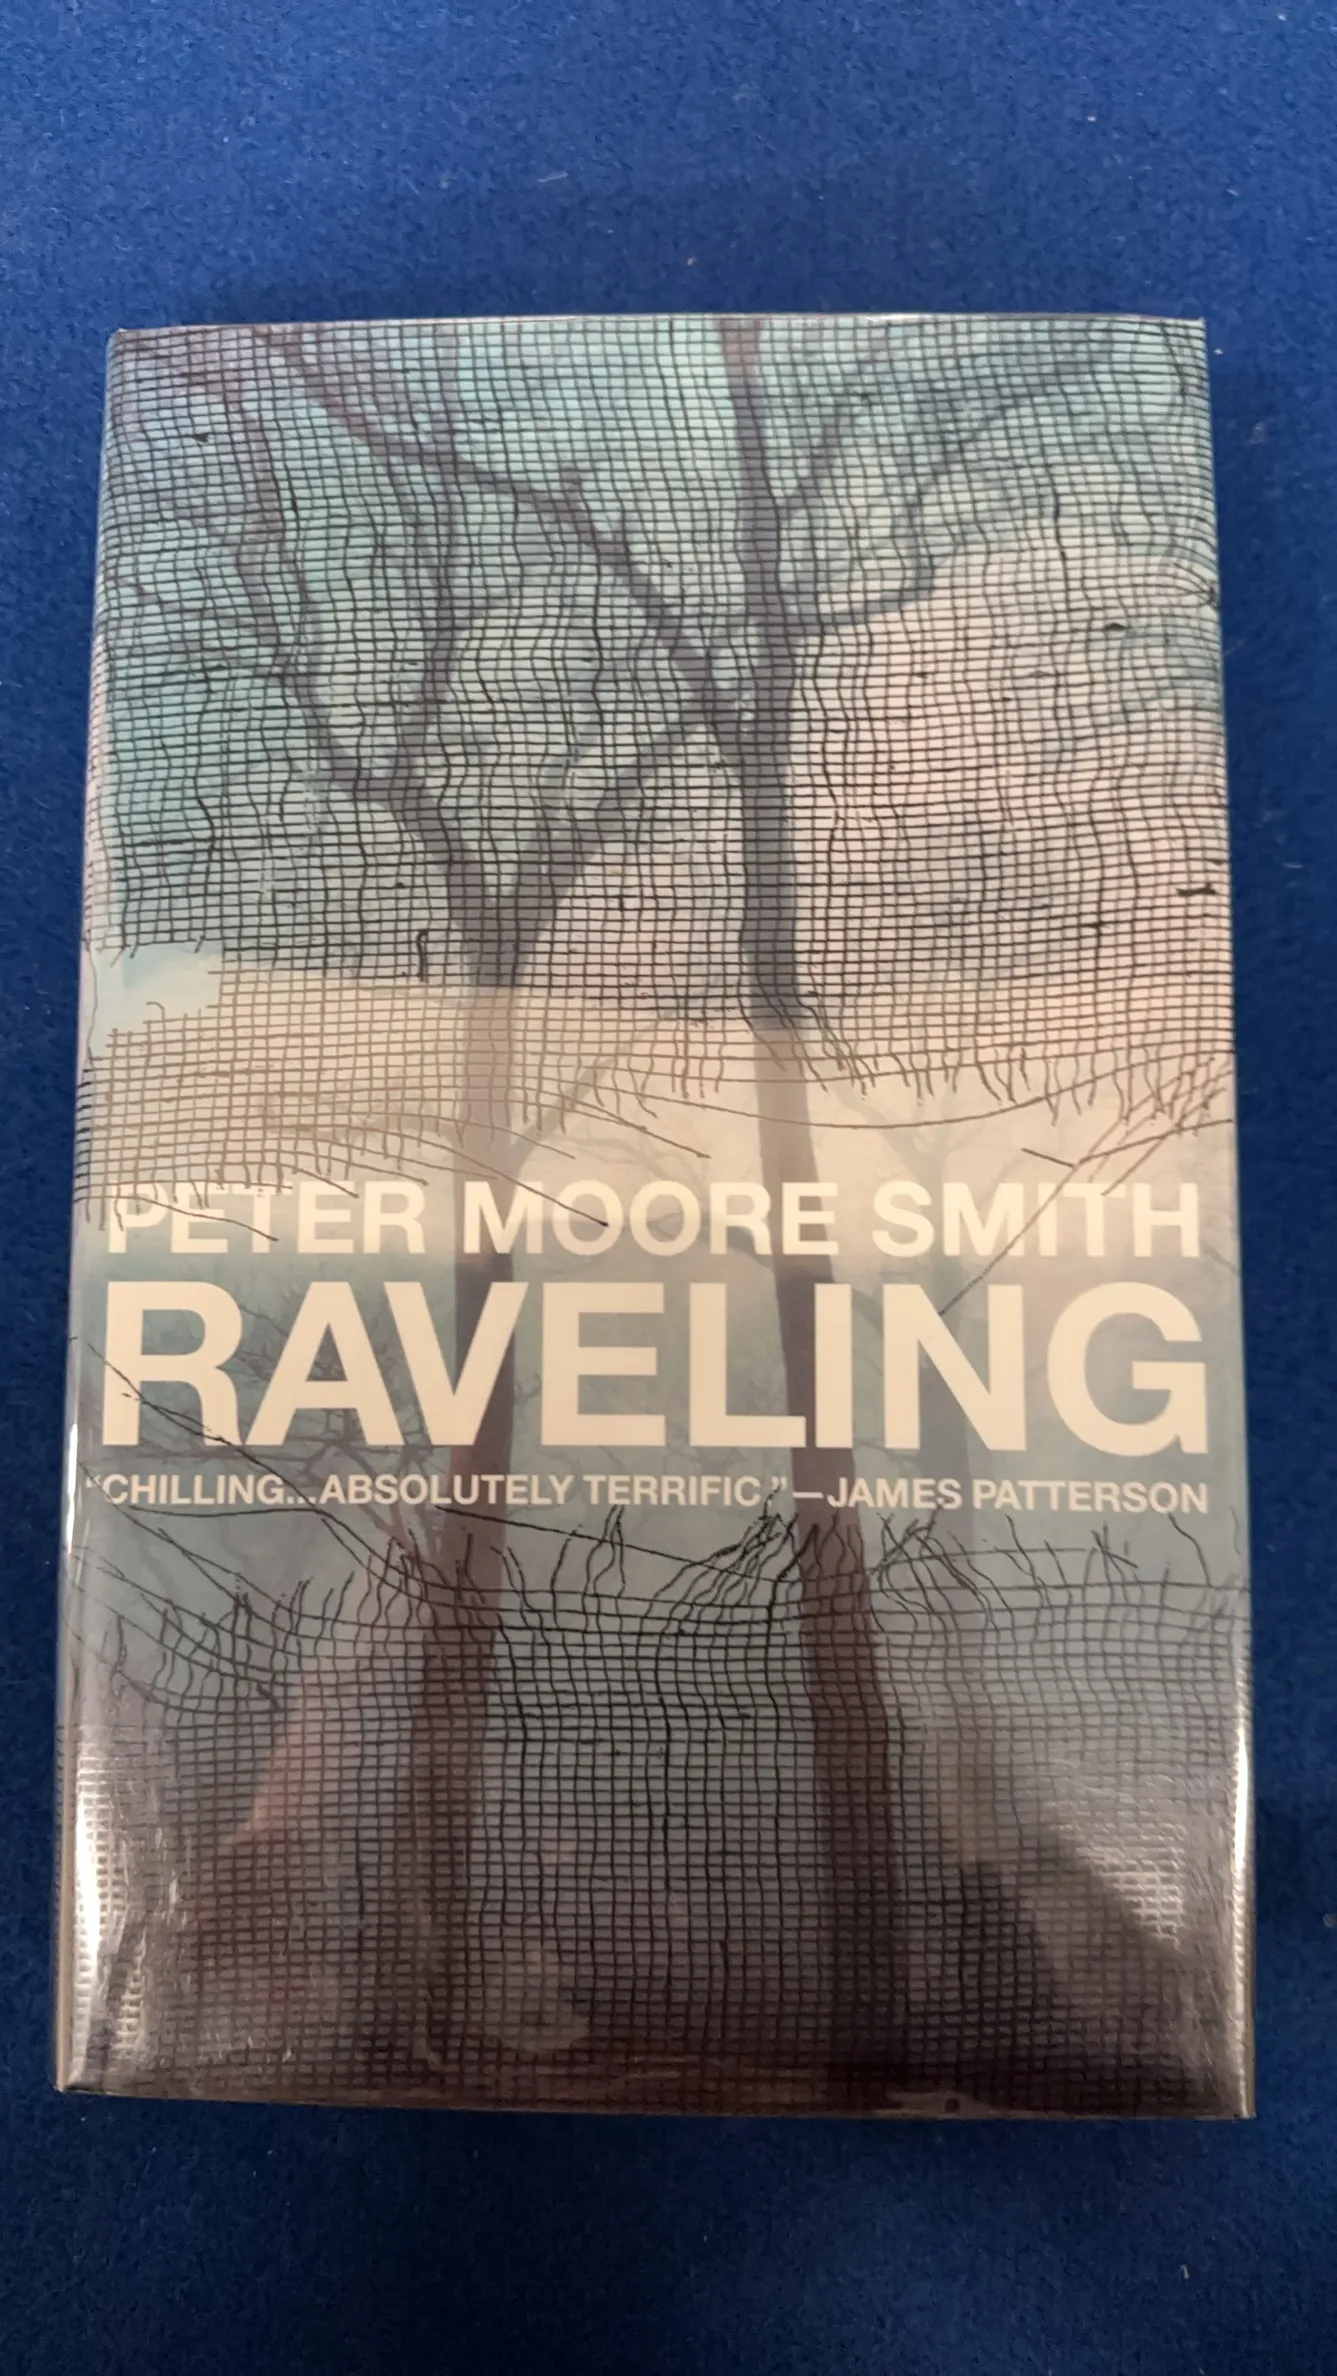 PETER MOORE SMITH
RAVELING
“CHILLING...ABSOLUTELY TERRIFIC.”—JAMES PATTERSON